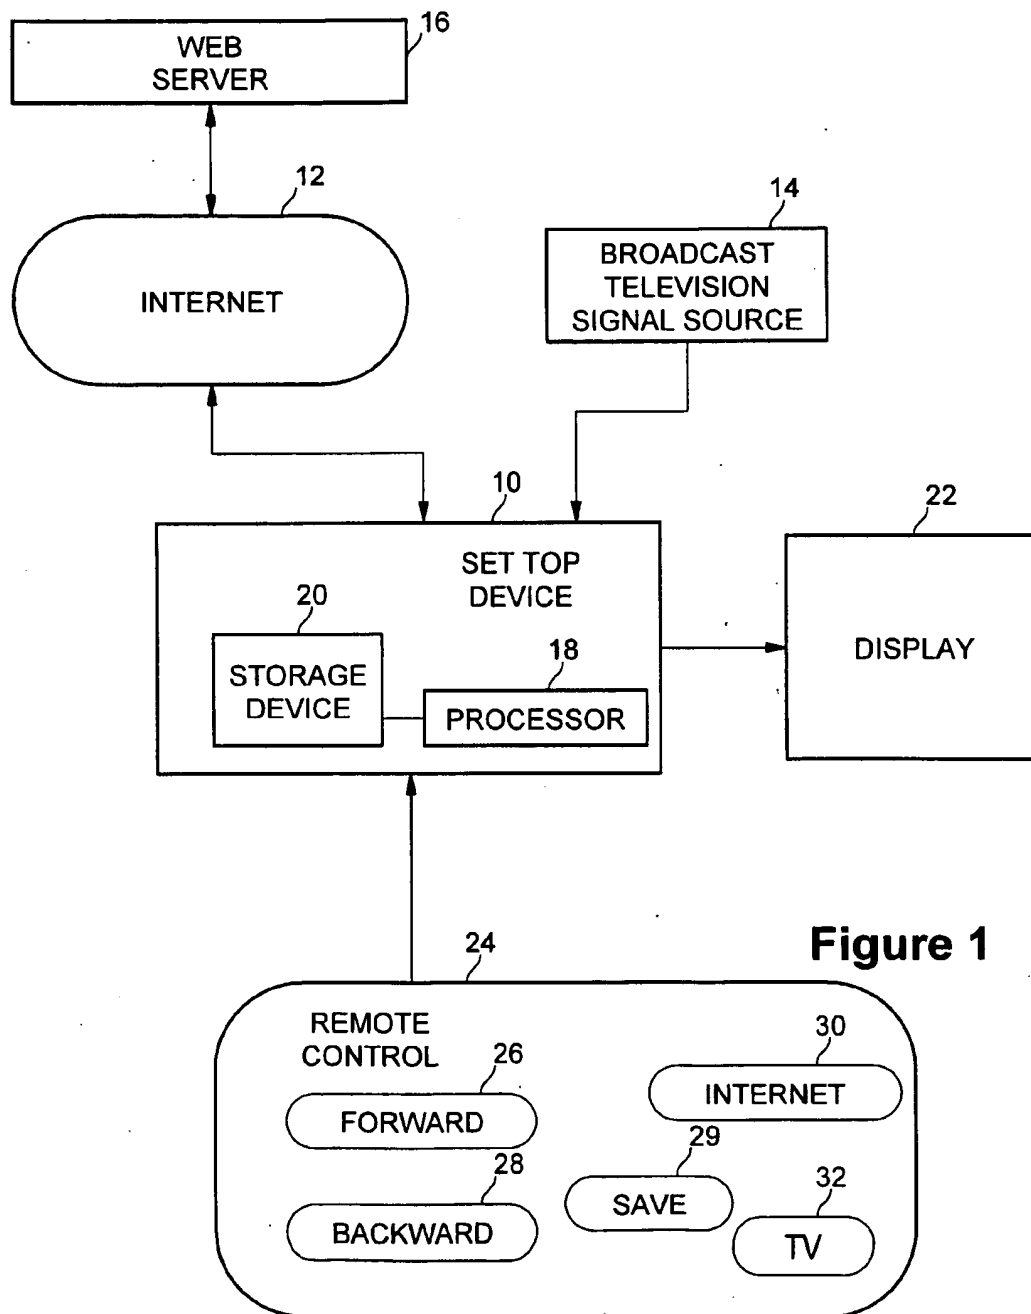 16
WEB
SERVER
12
INTERNET
14
BROADCAST
TELEVISION
SIGNAL SOURCE
10
SET TOP
DEVICE
20
STORAGE
DEVICE
18
PROCESSOR
22
DISPLAY
Figure 1
24
REMOTE
CONTROL
26
FORWARD
28
BACKWARD
30
INTERNET
29
SAVE
32
TV